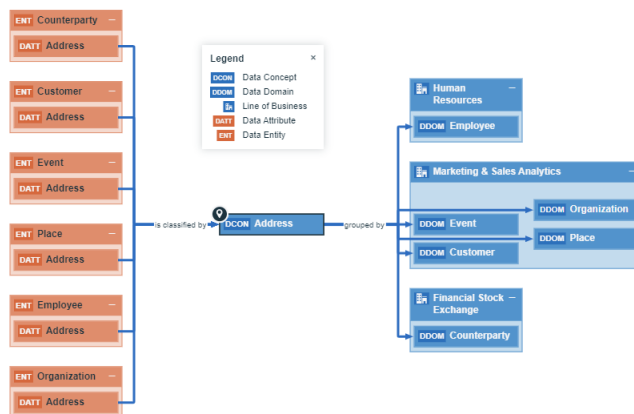 ENT Counterparty
DATT Address
ENT Customer
DATT Address
ENT Event
DATT Address
ENT Place
DATT Address
ENT Employee
DATT Address
ENT Organization
DATT Address
Legend ×
DCON Data Concept
DDOM Data Domain
Line of Business
DATT Data Attribute
ENT Data Entity
is classified by
DCON Address
grouped by
Human
Resources
DDOM Employee
Marketing & Sales Analytics
DDOM Organization
DDOM Event
DDOM Place
DDOM Customer
Financial Stock
Exchange
DDOM Counterparty